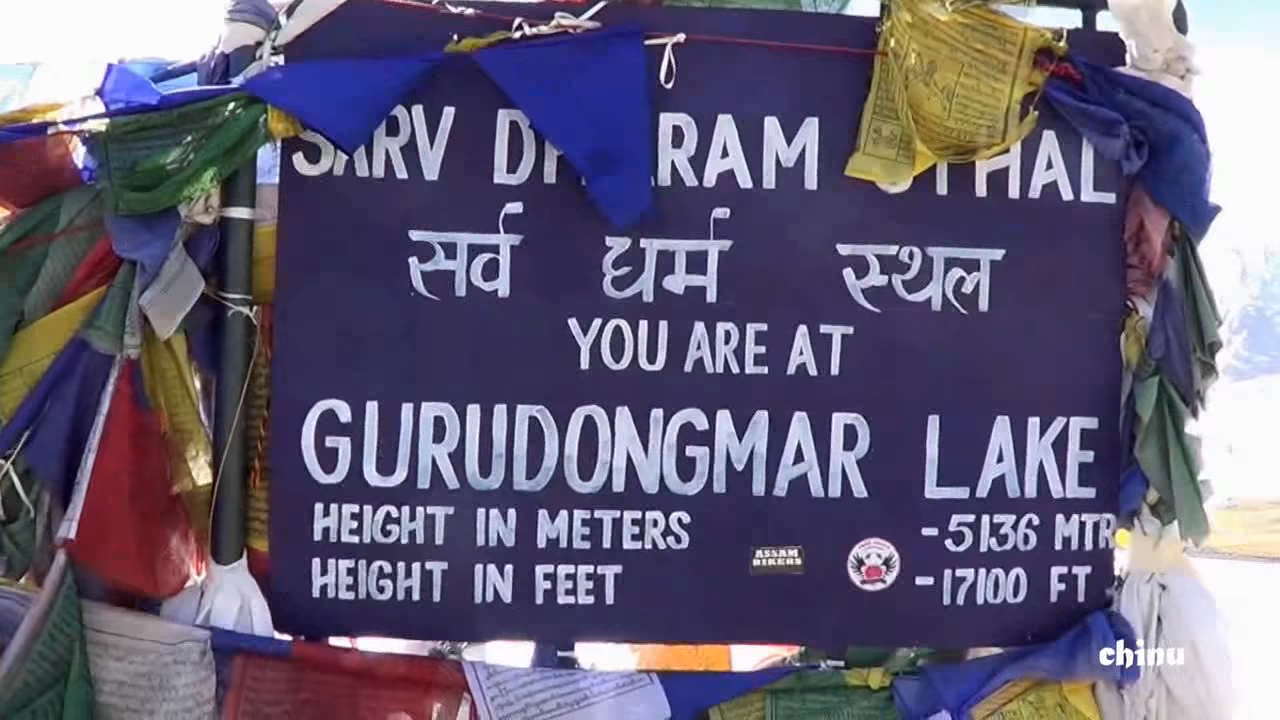 SARV DHARAM STHAL
सर्व धर्म स्थल
YOU ARE AT
GURUDONGMAR LAKE
HEIGHT IN METERS -5136 MTR
ASSAM
BIKERS
HEIGHT IN FEET -17100 FT
chinu